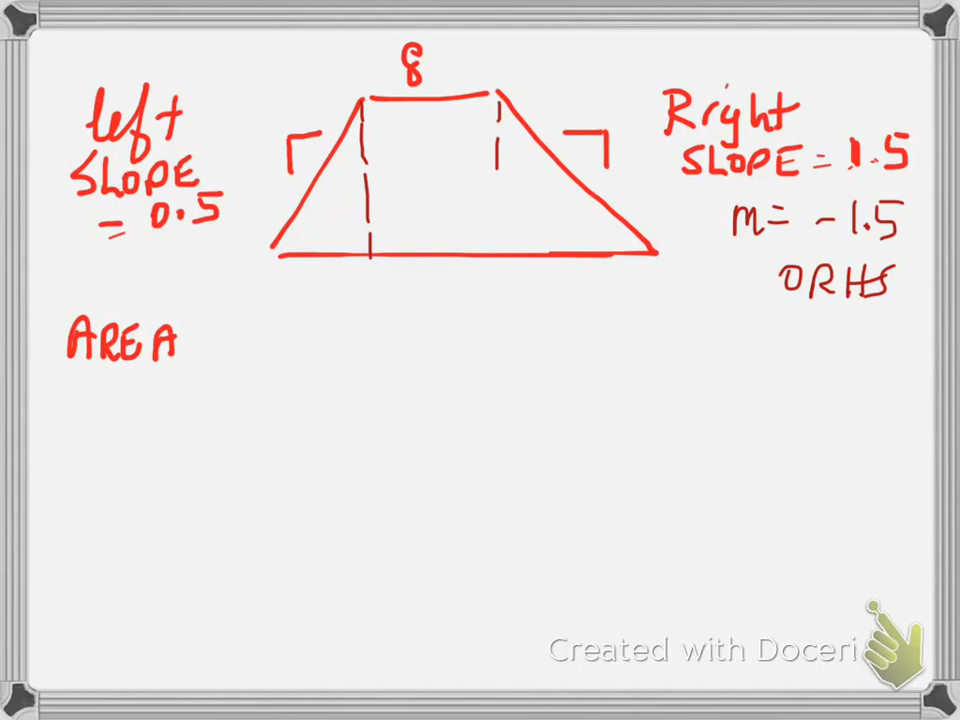 8
left
SLOPE
= 0.5
Right
SLOPE = 1.5
m = -1.5
ORHS
AREA
Created with Doceri